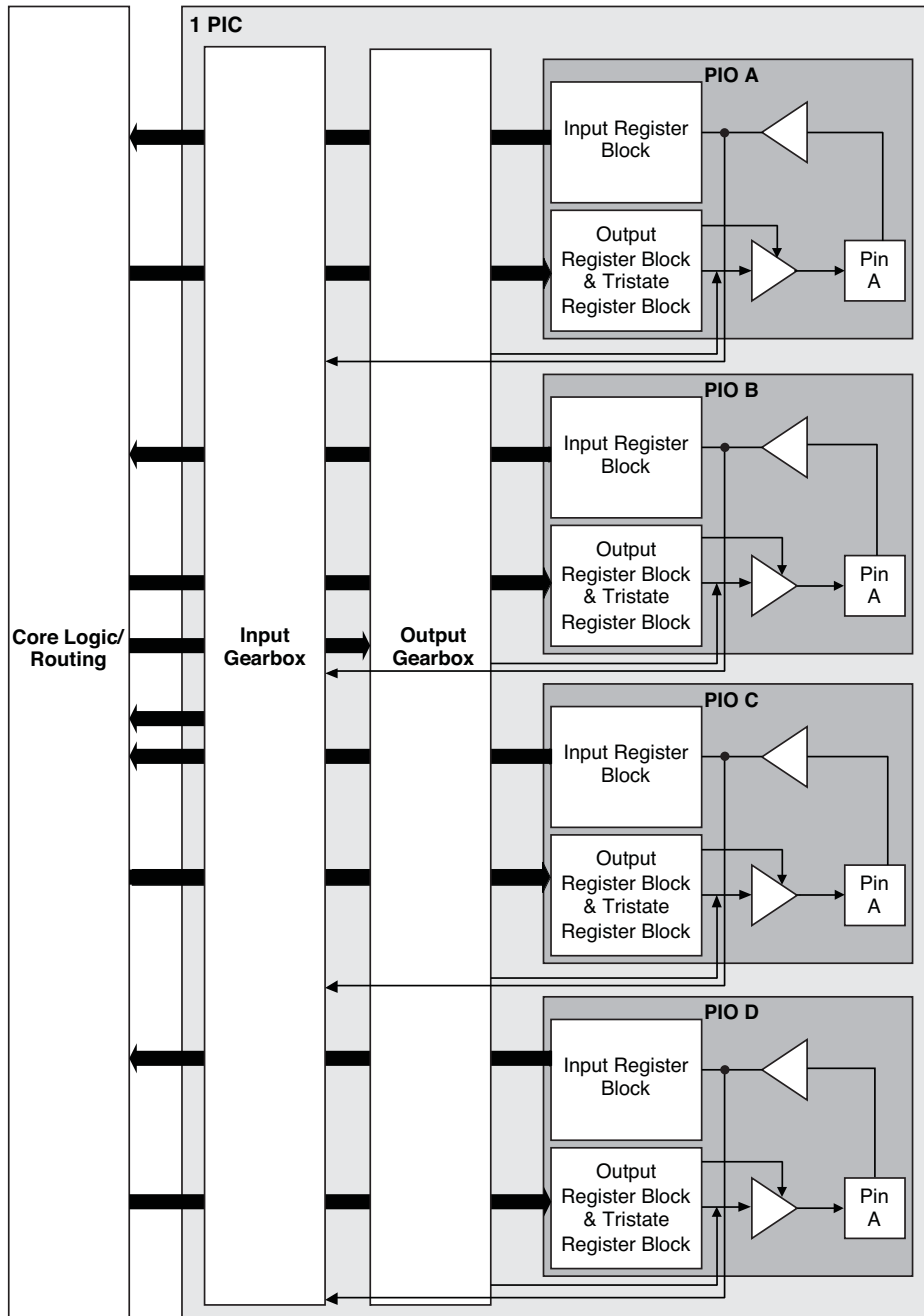 1 PIC
PIO A
Input Register
Block
Output
Register Block
& Tristate
Register Block
Pin
A
PIO B
Input Register
Block
Output
Register Block
& Tristate
Register Block
Pin
A
Core Logic/
Routing
Input
Gearbox
Output
Gearbox
PIO C
Input Register
Block
Output
Register Block
& Tristate
Register Block
Pin
A
PIO D
Input Register
Block
Output
Register Block
& Tristate
Register Block
Pin
A